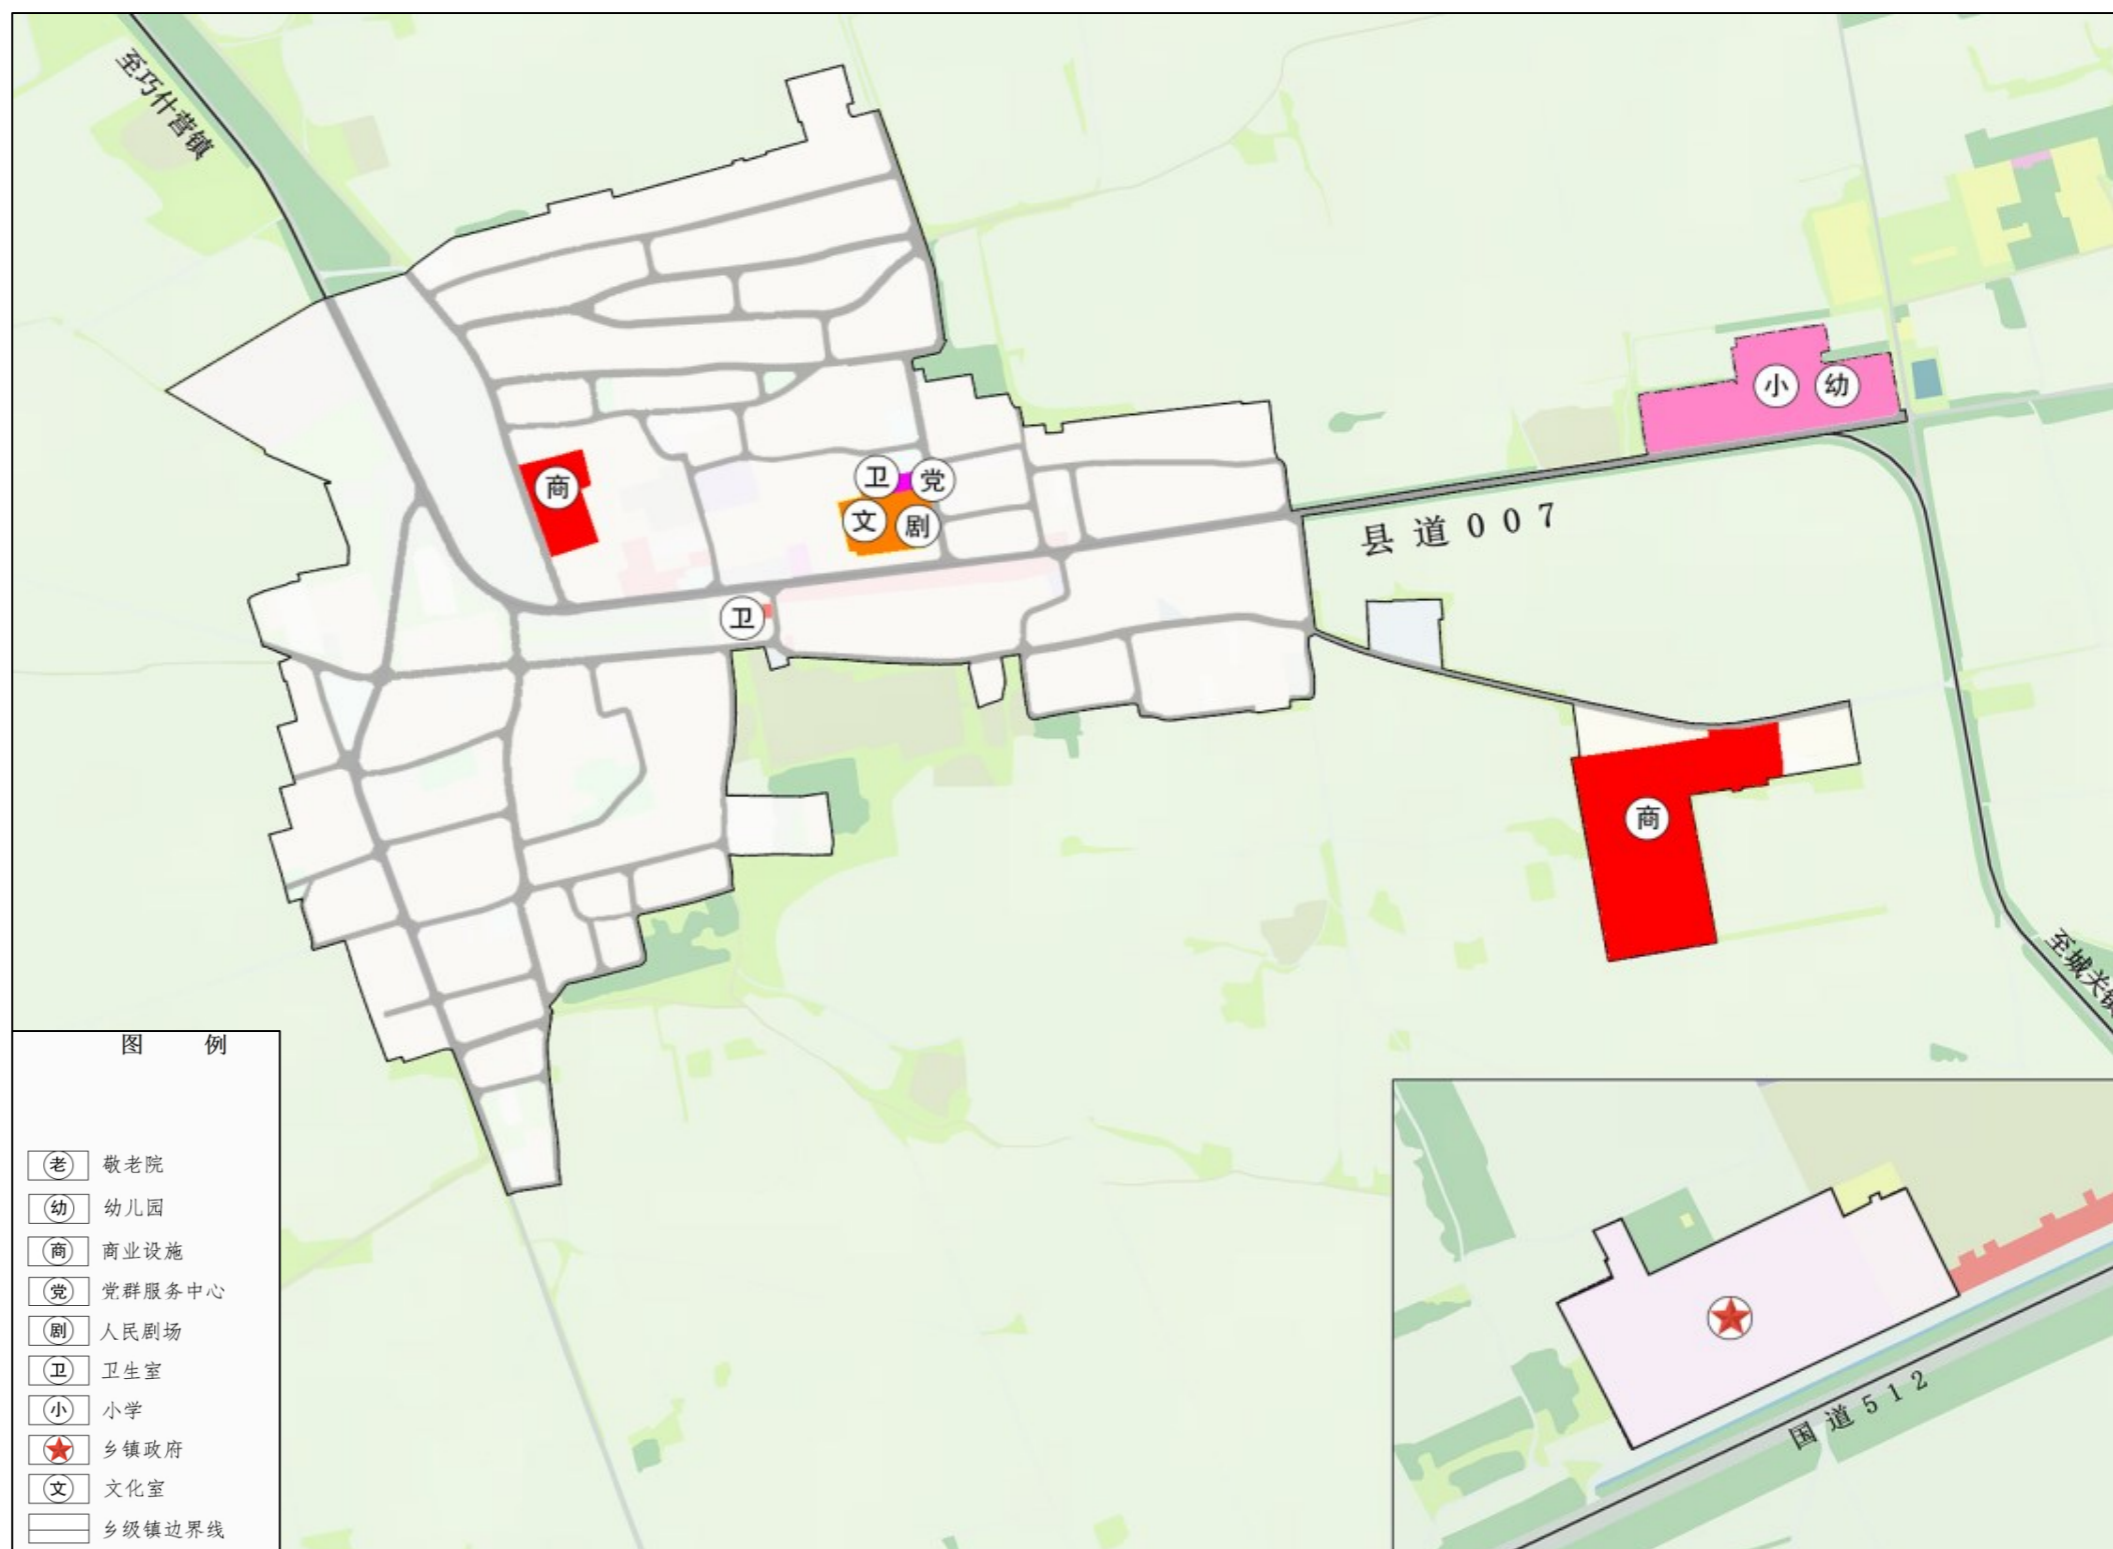 至巧什营镇
小 幼
商
卫 党
文 剧
县道007
卫
商
至城关镇
图 例
老 敬老院
幼 幼儿园
商 商业设施
党 党群服务中心
剧 人民剧场
卫 卫生室
小 小学
乡镇政府
文 文化室
乡级镇边界线
国道512